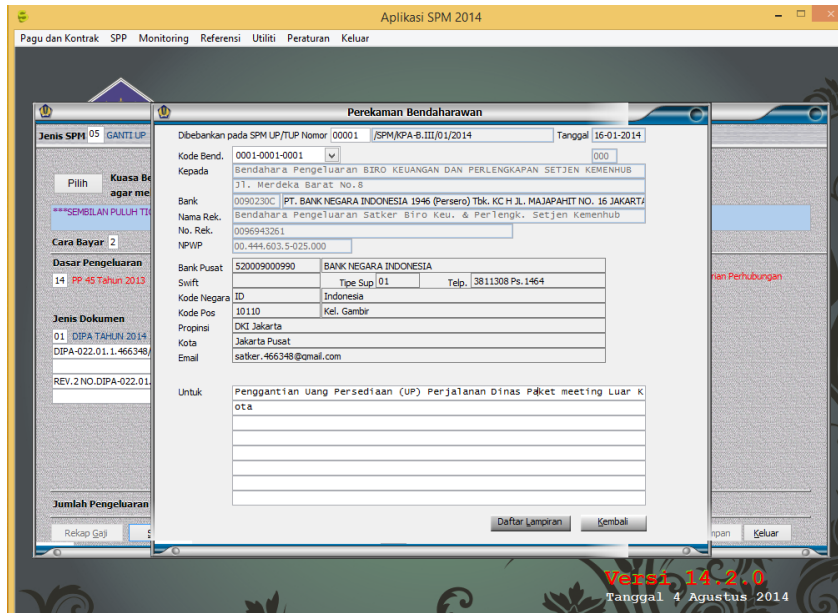 Aplikasi SPM 2014
Pagu dan Kontrak SPP Monitoring Referensi Utiliti Peraturan Keluar
Perekaman Bendaharawan
Jenis SPM 05 GANTI UP
Dibebankan pada SPM UP/TUP Nomor 00001 /SPM/KPA-B.III/01/2014 Tanggal 16-01-2014
Kode Bend. 0001-0001-0001 000
Kepada Bendahara Pengeluaran BIRO KEUANGAN DAN PERLENGKAPAN SETJEN KEMENHUB
Jl. Merdeka Barat No.8
Bank 0090230C PT. BANK NEGARA INDONESIA 1946 (Persero) Tbk. KC H JL. MAJAPAHIT NO. 16 JAKARTA
Nama Rek. Bendahara Pengeluaran Satker Biro Keu. & Perlengk. Setjen Kemenhub
No. Rek. 0096943261
NPWP 00.444.603.5-025.000
Bank Pusat 520009000990 BANK NEGARA INDONESIA
Swift Tipe Sup 01 Telp. 3811308 Ps.1464
Kode Negara ID Indonesia
Kode Pos 10110 Kel. Gambir
Propinsi DKI Jakarta
Kota Jakarta Pusat
Email satker.466348@gmail.com
Untuk Penggantian Uang Persediaan (UP) Perjalanan Dinas Paket meeting Luar K
ota
Daftar Lampiran Kembali
Pilih Kuasa Be
agar me
***SEMBILAN PULUH TI
Cara Bayar 2
Dasar Pengeluaran
14 PP 45 Tahun 2013
rian Perhubungan
Jenis Dokumen
01 DIPA TAHUN 2014
DIPA-022.01.1.466348/
REV.2 NO.DIPA-022.01.
Jumlah Pengeluaran
Rekap Gaji S
mpan Keluar
Versi 14.2.0
Tanggal 4 Agustus 2014